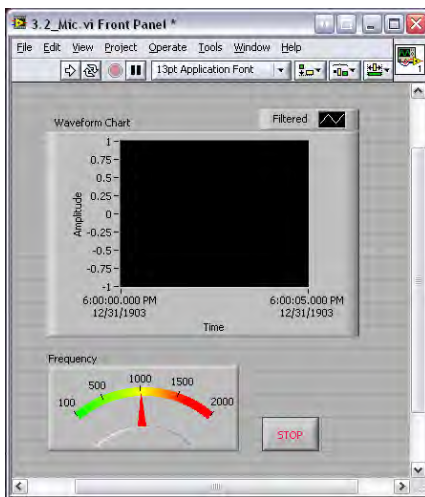 3.2_Mic.vi Front Panel *
File Edit View Project Operate Tools Window Help
13pt Application Font
1
Waveform Chart
Filtered
1
0.75
0.5
0.25
0
-0.25
-0.5
-0.75
-1
Amplitude
6:00:00.000 PM
12/31/1903
6:00:05.000 PM
12/31/1903
Time
Frequency
100 500 1000 1500 2000
STOP